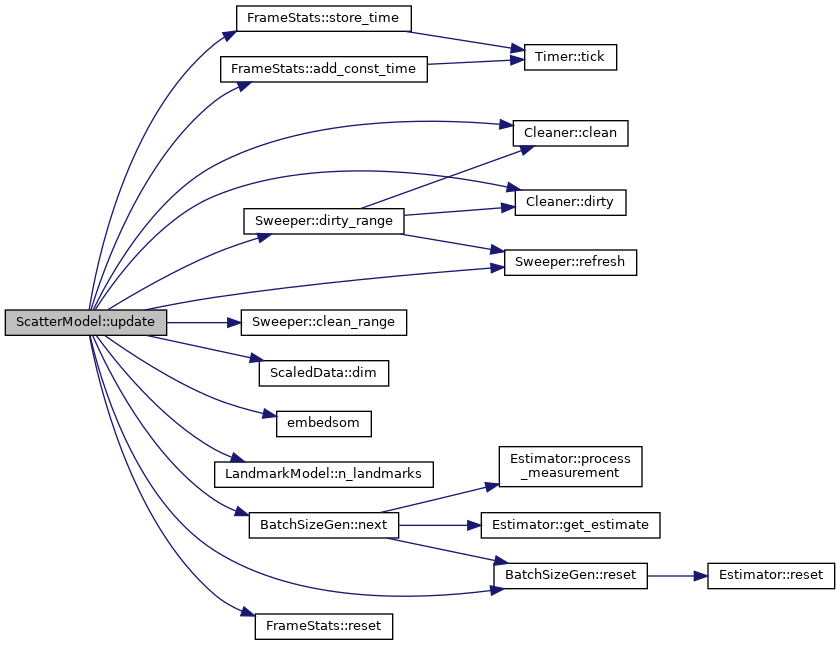 FrameStats::store_time
Timer::tick
FrameStats::add_const_time
Cleaner::clean
Cleaner::dirty
Sweeper::dirty_range
Sweeper::refresh
ScatterModel::update
Sweeper::clean_range
ScaledData::dim
embedsom
LandmarkModel::n_landmarks
Estimator::process
_measurement
BatchSizeGen::next
Estimator::get_estimate
BatchSizeGen::reset
Estimator::reset
FrameStats::reset